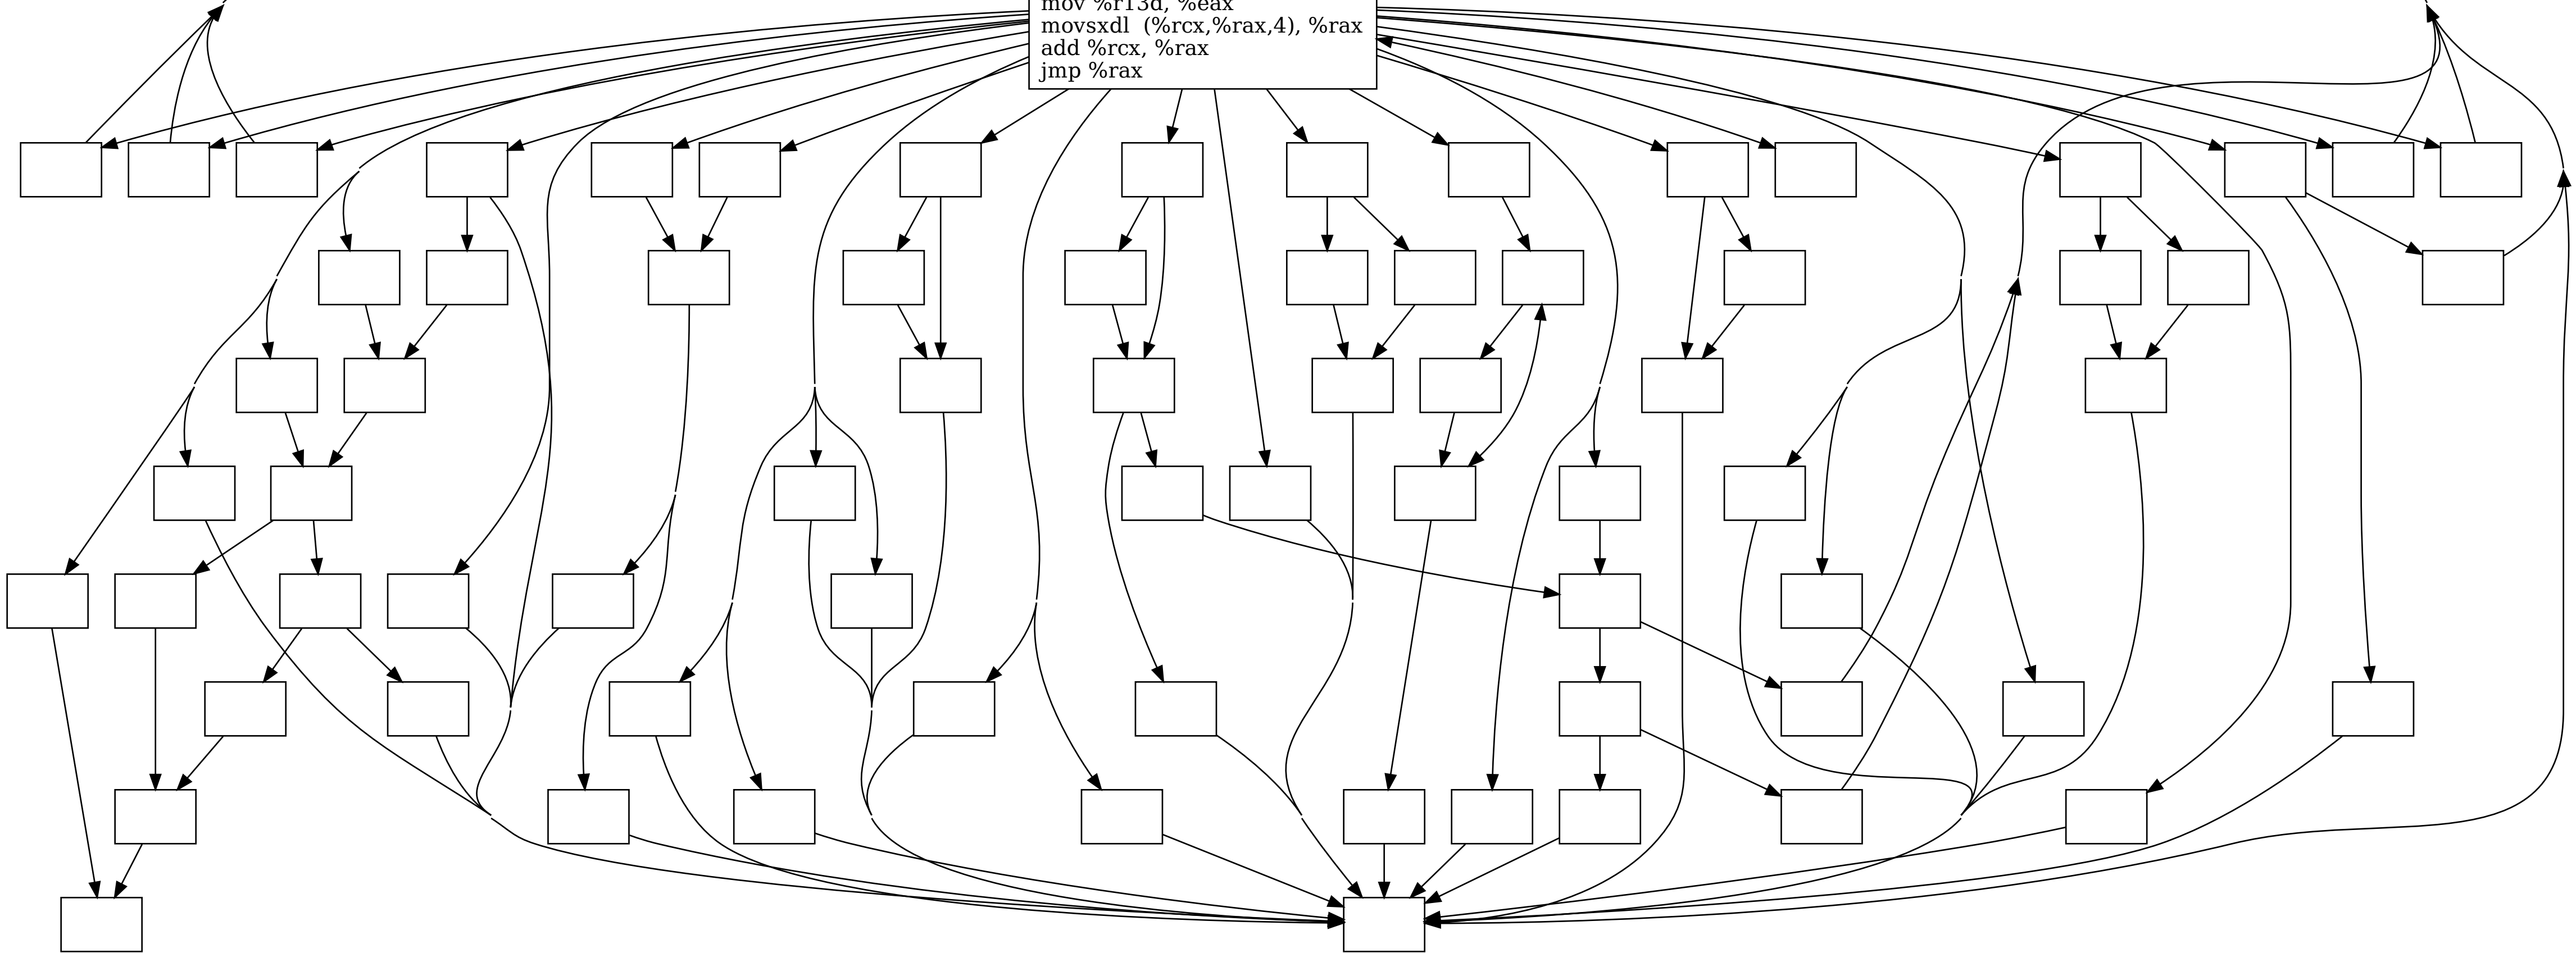 mov %r13d, %eax
movsxdl  (%rcx,%rax,4), %rax
add %rcx, %rax
jmp %rax